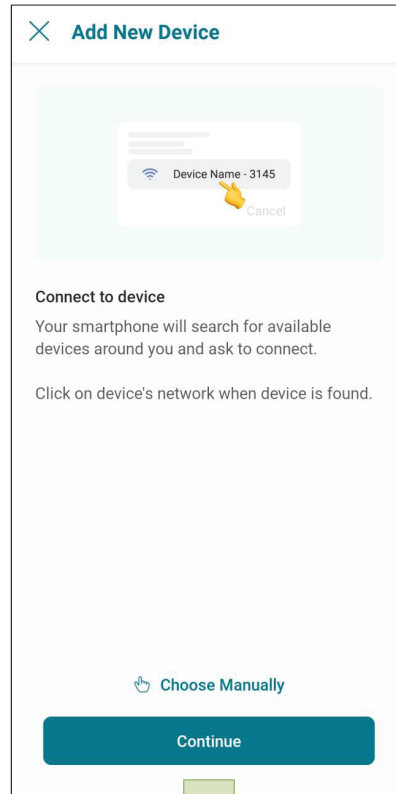 Add New Device
Device Name - 3145
Cancel
Connect to device
Your smartphone will search for available
devices around you and ask to connect.
Click on device's network when device is found.
Choose Manually
Continue